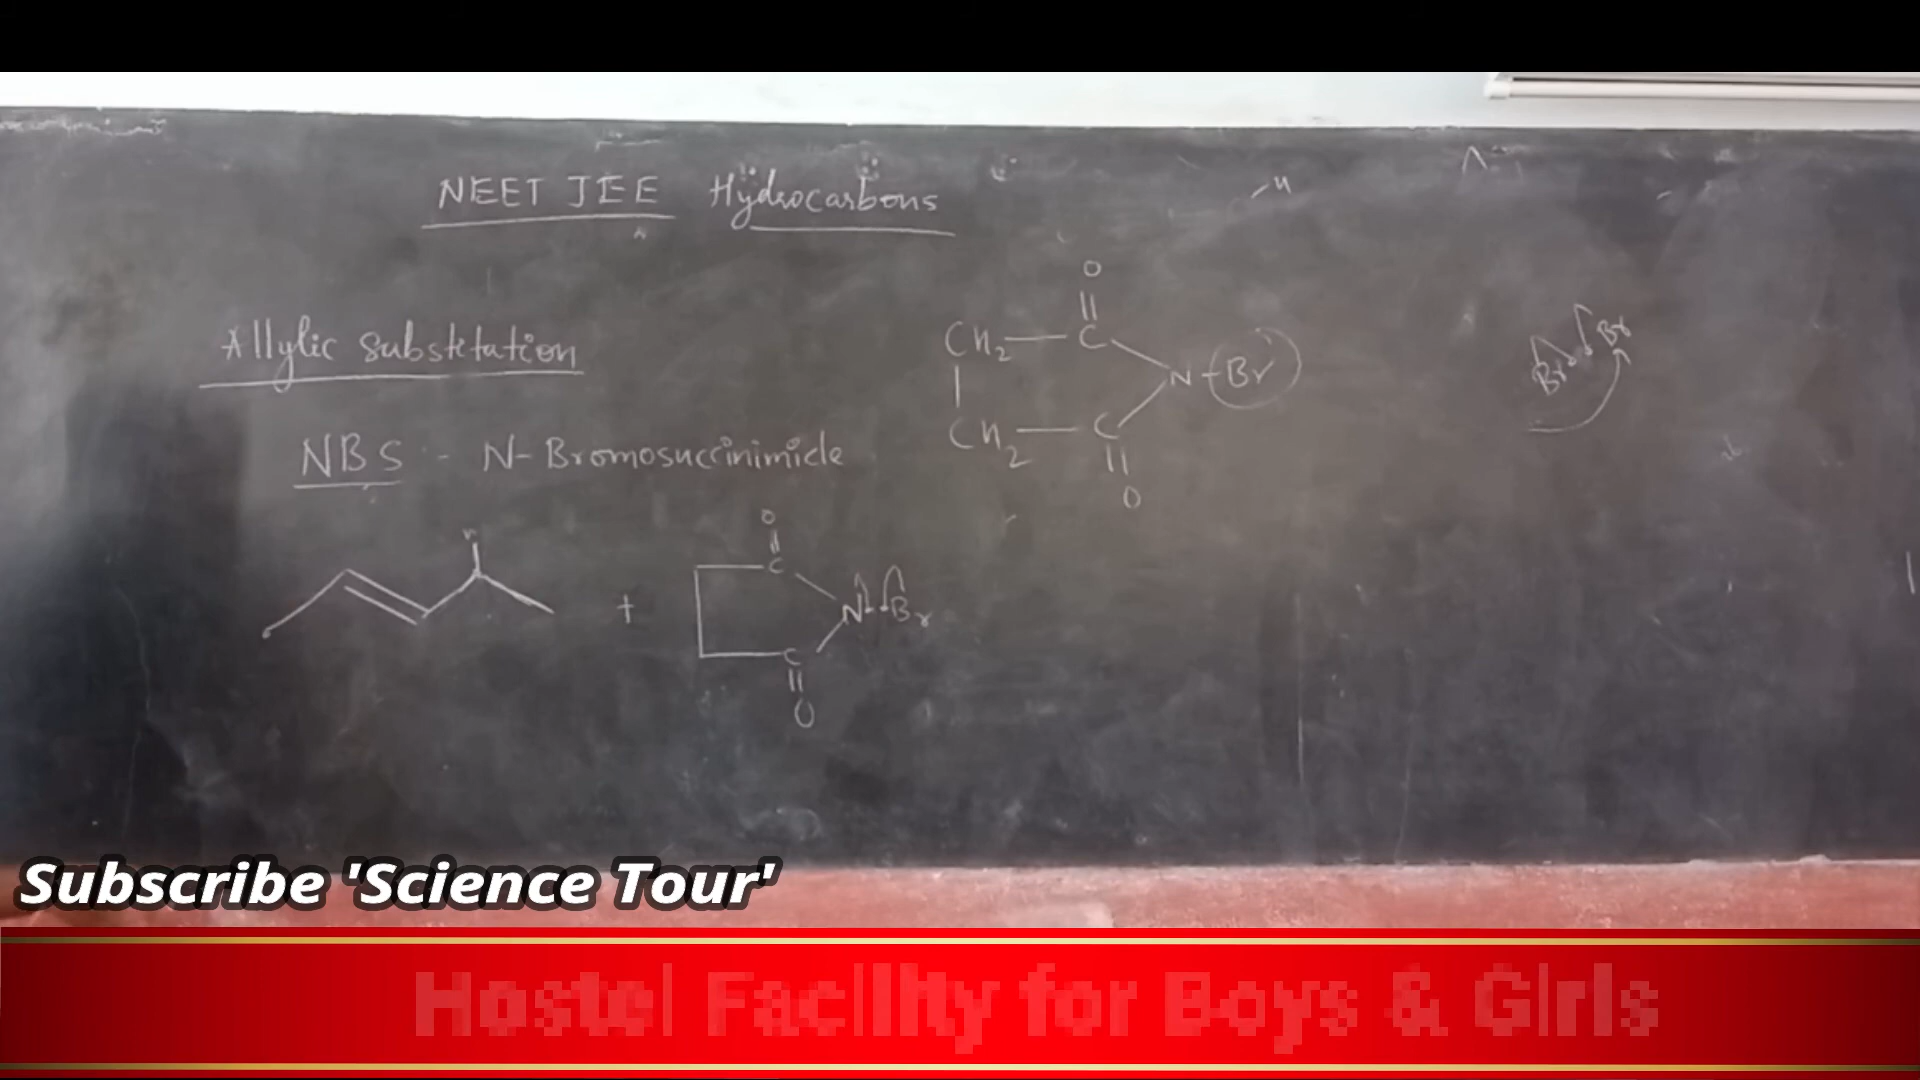 NEET JEE Hydrocarbons
Allylic substitation
O
||
CH2 — C
N - Br
CH2 — C
||
O
Br Br
NBS - N-Bromosuccinimide
H
+
O
||
C
N - Br
C
||
O
Subscribe 'Science Tour'
Hostel Facility for Boys & Girls